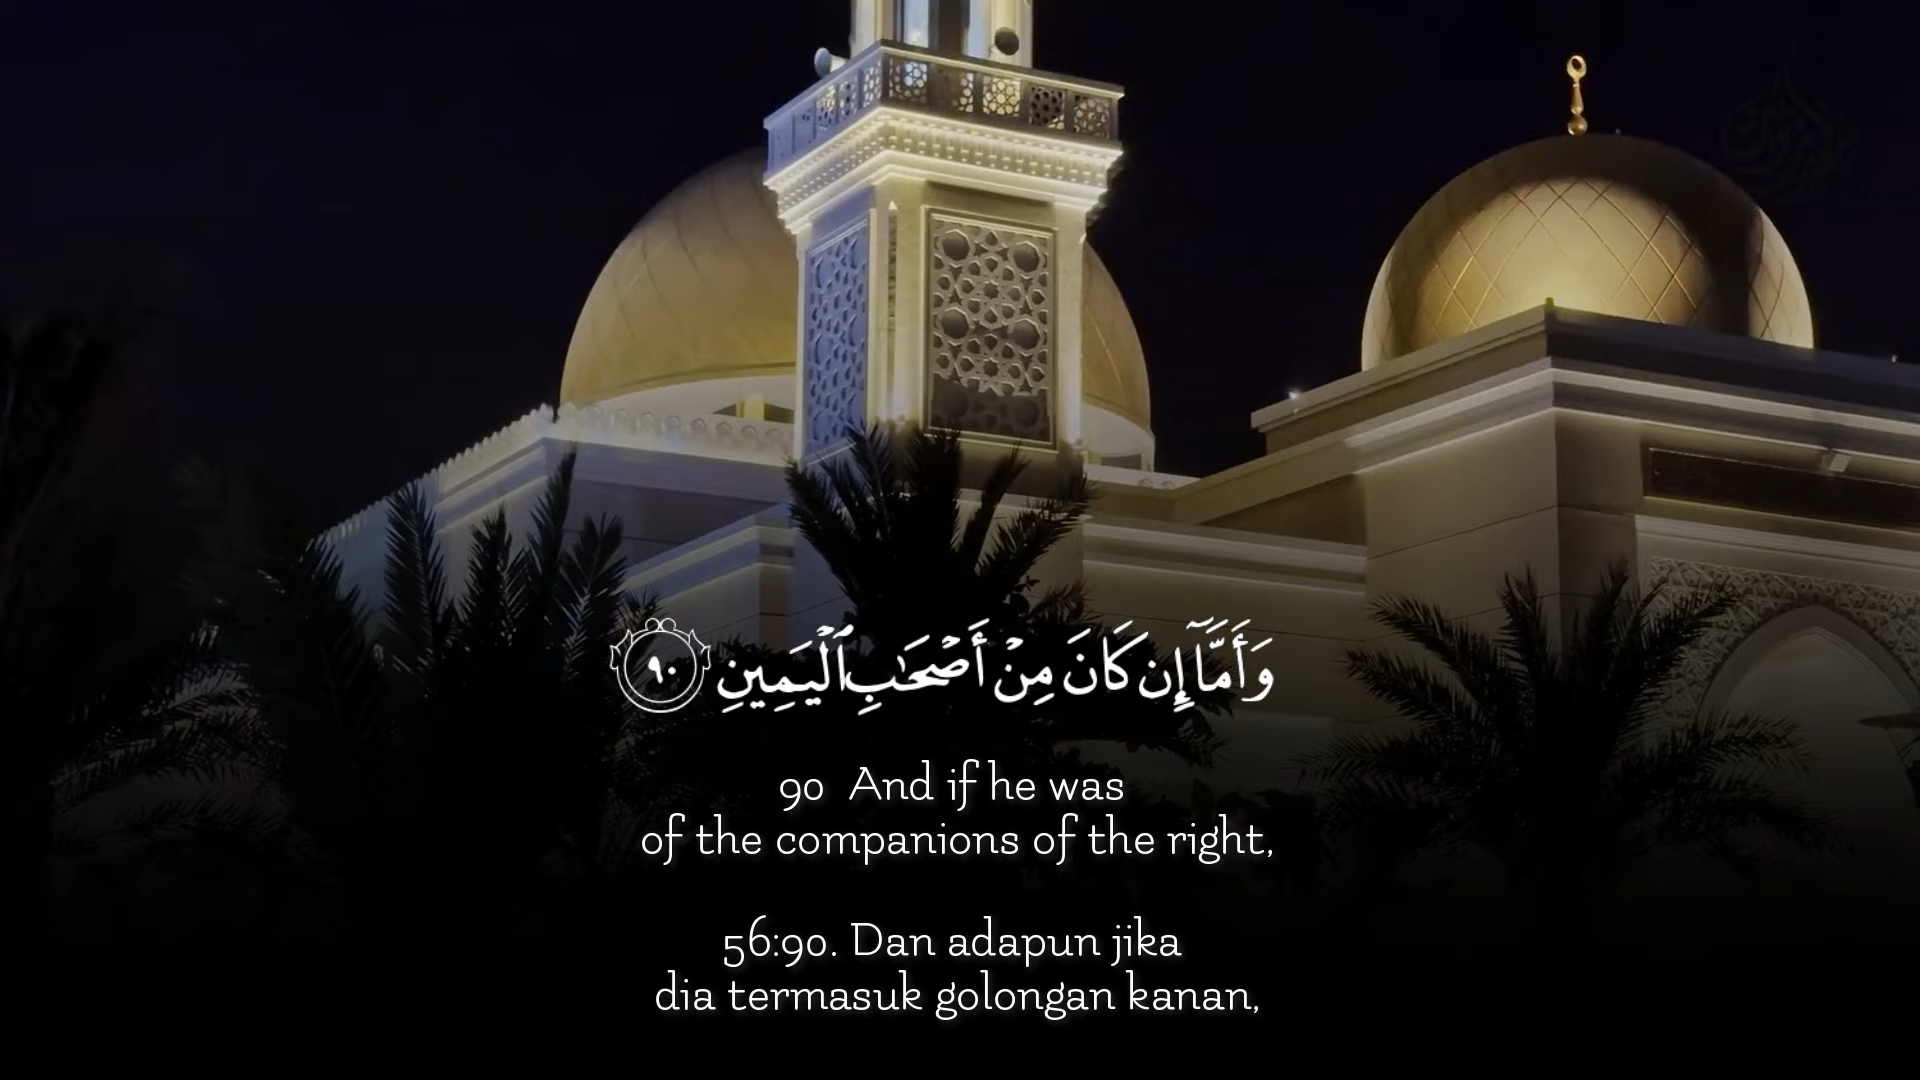 وَأَمَّآ إِن كَانَ مِنْ أَصْحَٰبِ ٱلْيَمِينِ ٩٠
90 And if he was
of the companions of the right,
56:90. Dan adapun jika
dia termasuk golongan kanan,